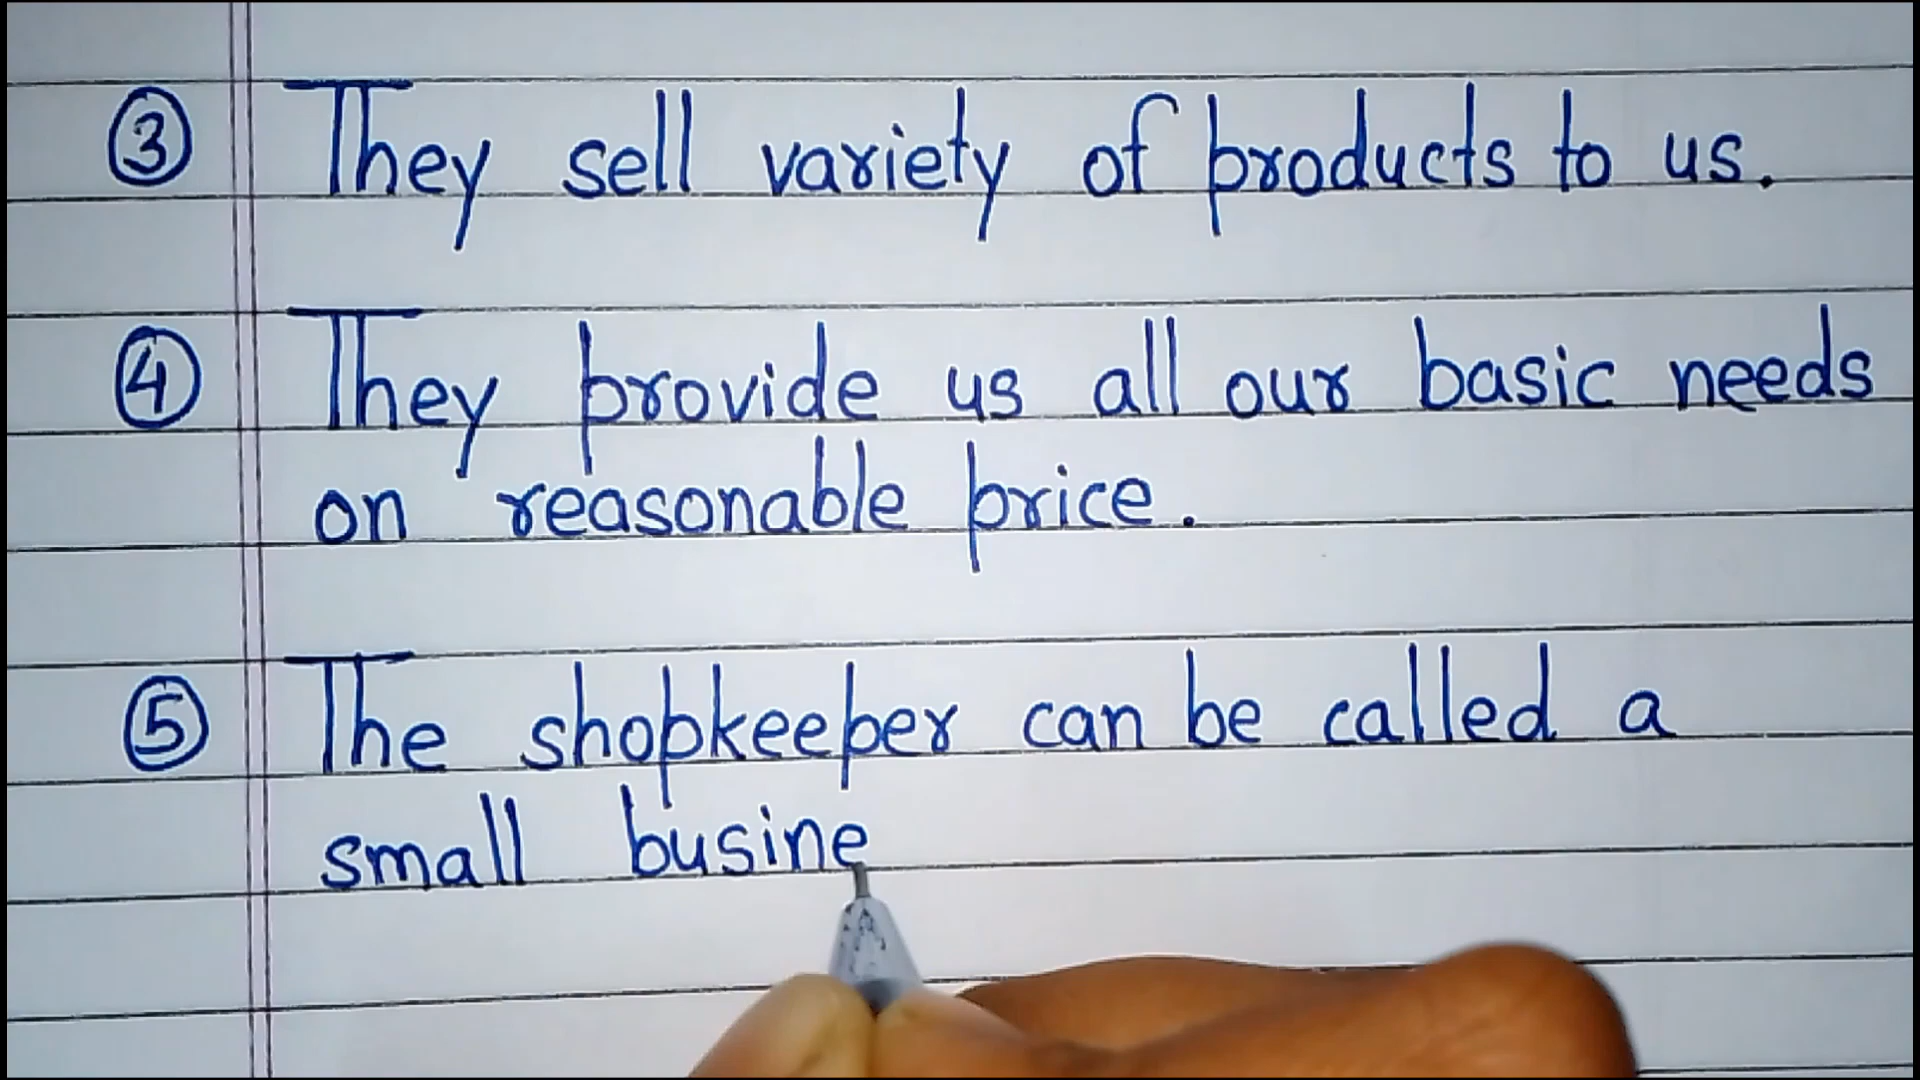 ③ They sell variety of products to us.
④ They provide us all our basic needs
on reasonable price.
⑤ The shopkeeper can be called a
small busine